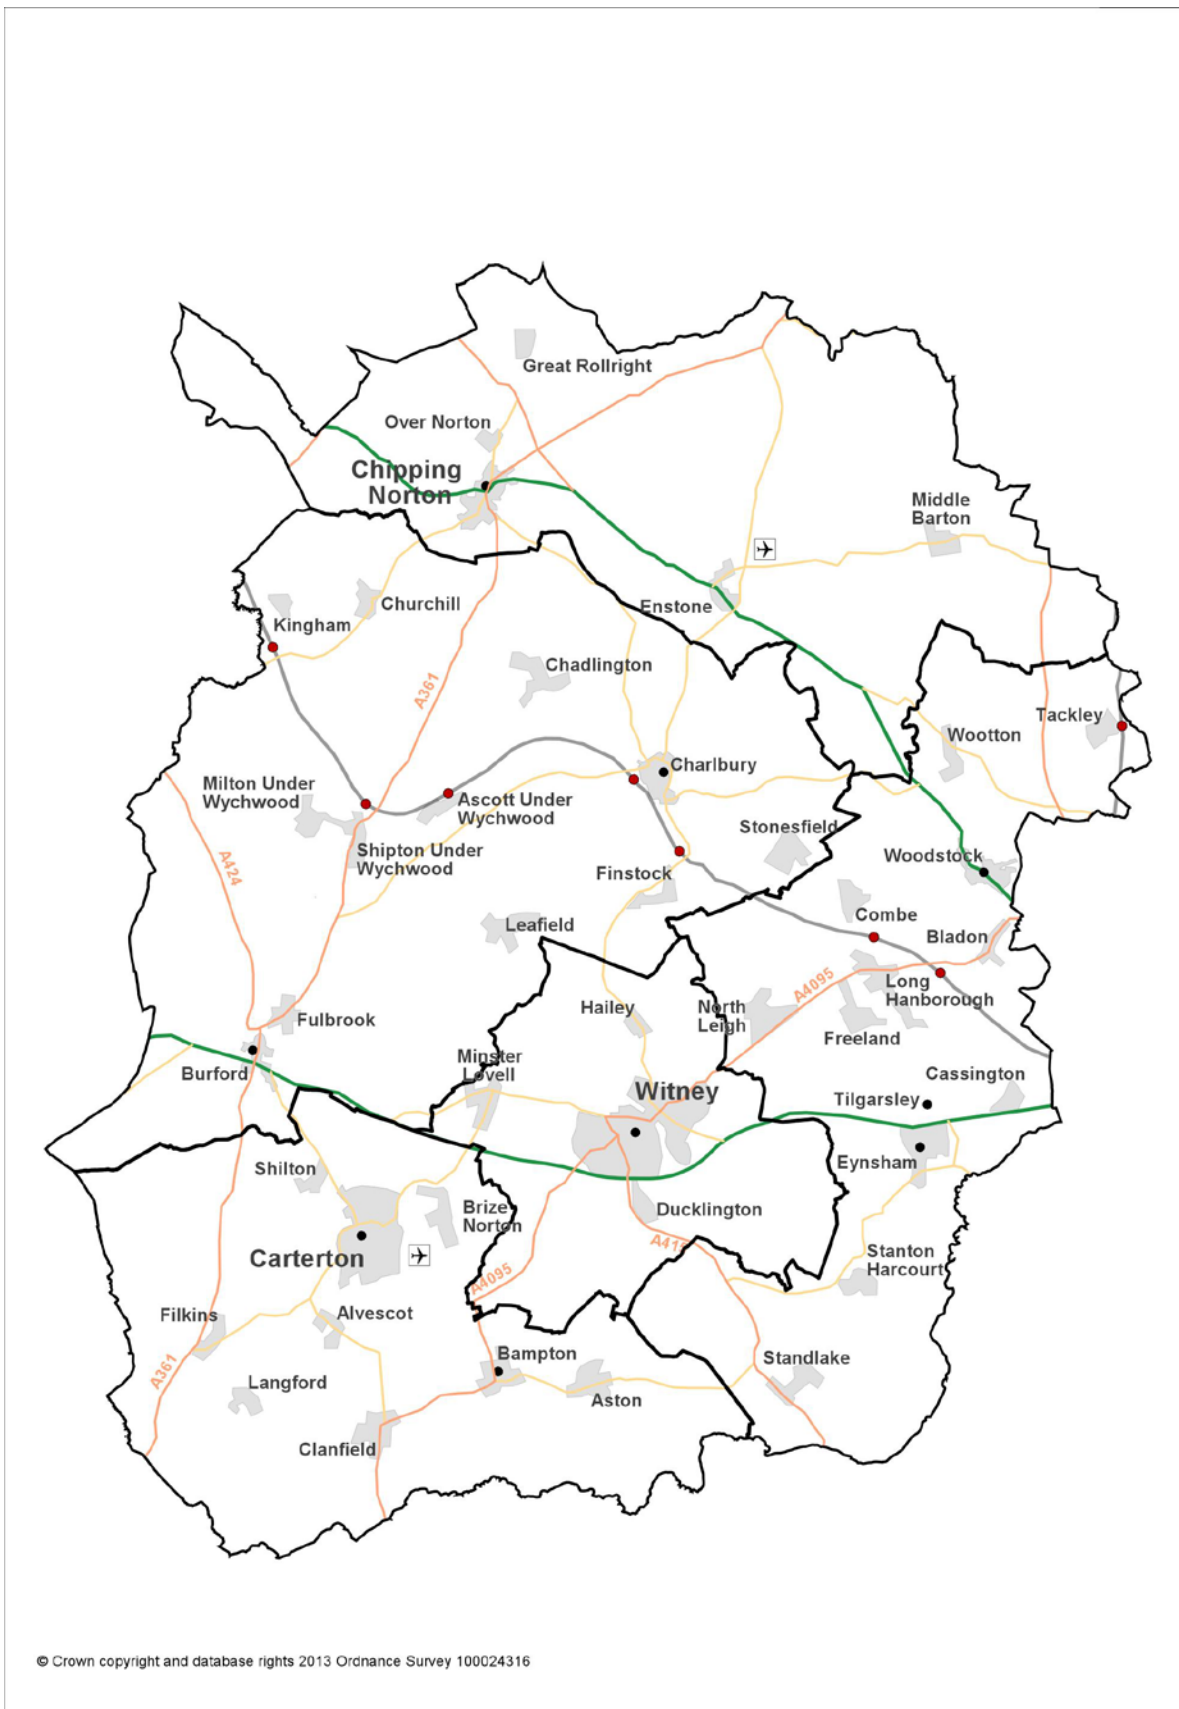 Great Rollright
Over Norton
Chipping
Norton
Middle
Barton
Enstone
Churchill
Kingham
Chadlington
A361
Tackley
Wootton
Charlbury
Milton Under
Wychwood
Ascott Under
Wychwood
Stonesfield
Shipton Under
Wychwood
A424
Woodstock
Finstock
Combe
Leafield
Bladon
A4095
Long
Hanborough
North
Leigh
Hailey
Fulbrook
Freeland
Minster
Lovell
Burford
Cassington
Witney
Tilgarsley
Eynsham
Shilton
Brize
Norton
Ducklington
A415
Stanton
Harcourt
Carterton
A4095
Filkins
Alvescot
Bampton
Standlake
A361
Langford
Aston
Clanfield
© Crown copyright and database rights 2013 Ordnance Survey 100024316